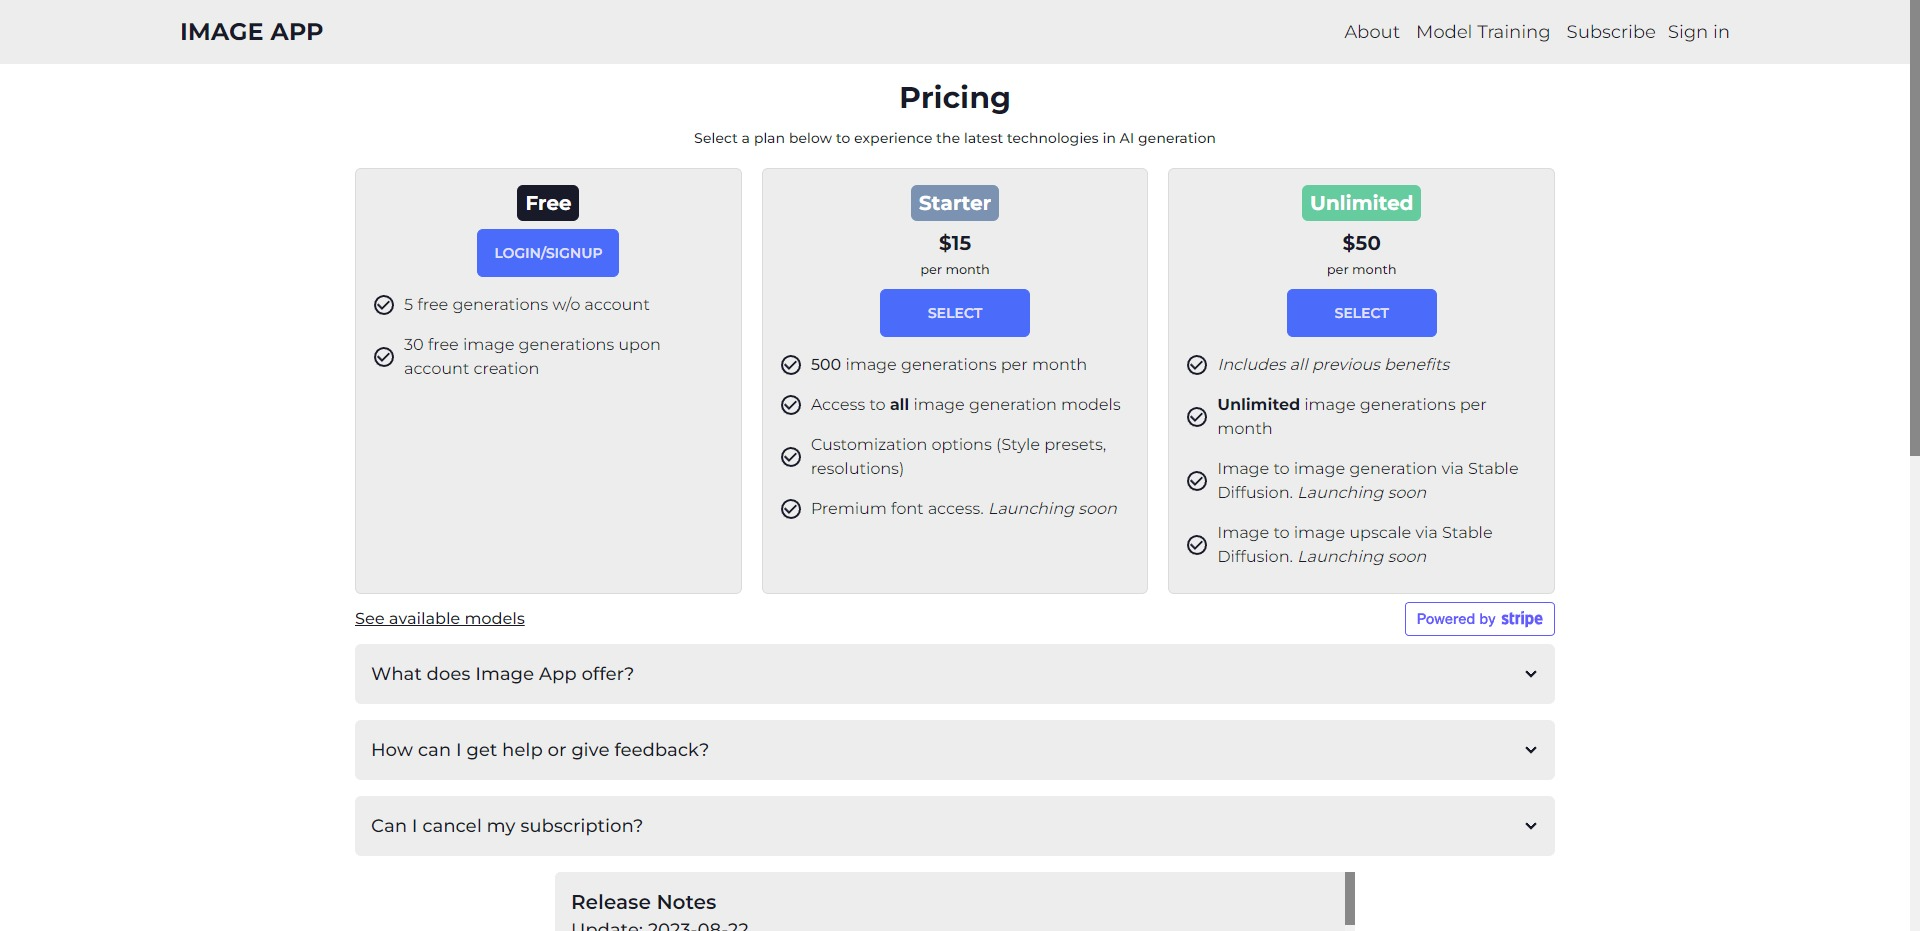 IMAGE APP
About Model Training Subscribe Sign in
Pricing
Select a plan below to experience the latest technologies in AI generation
Free
LOGIN/SIGNUP
5 free generations w/o account
30 free image generations upon
account creation
Starter
$15
per month
SELECT
500 image generations per month
Access to all image generation models
Customization options (Style presets,
resolutions)
Premium font access. Launching soon
Unlimited
$50
per month
SELECT
Includes all previous benefits
Unlimited image generations per
month
Image to image generation via Stable
Diffusion. Launching soon
Image to image upscale via Stable
Diffusion. Launching soon
See available models
Powered by stripe
What does Image App offer?
How can I get help or give feedback?
Can I cancel my subscription?
Release Notes
Update: 2023-08-22